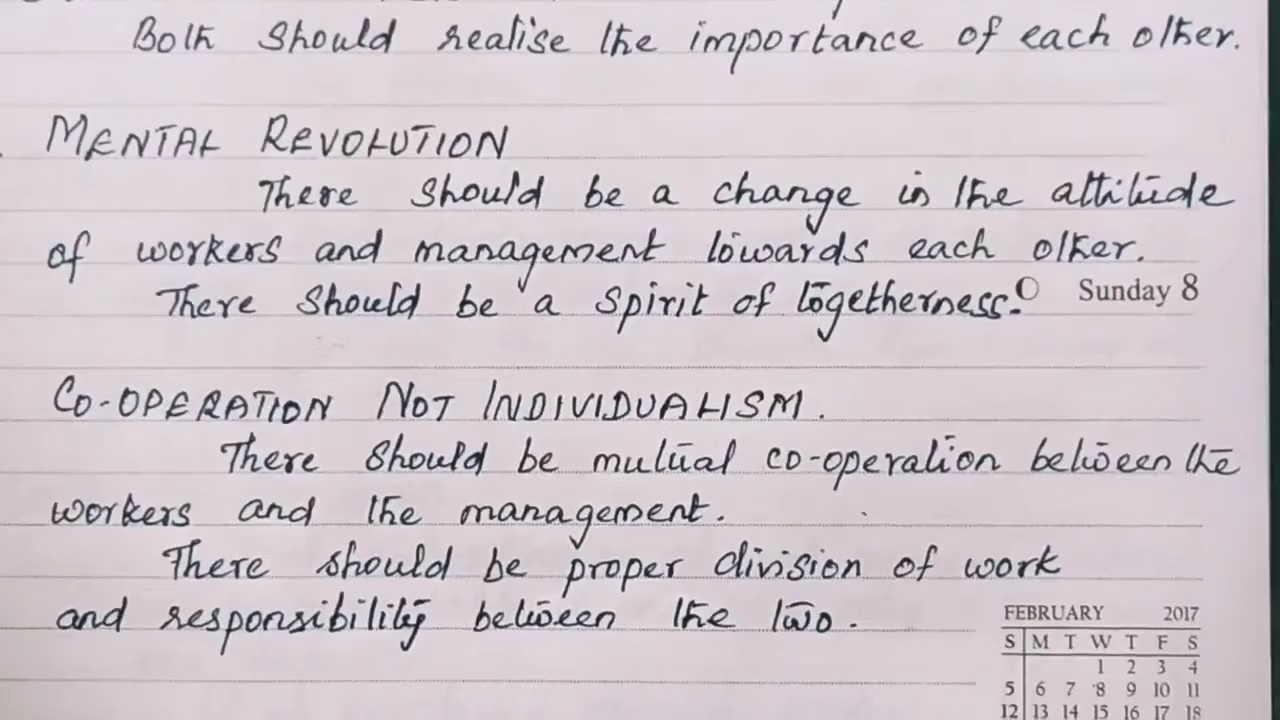 Both should realise the importance of each other.
MENTAL REVOLUTION
There should be a change in the attitude
of workers and management towards each other.
There should be a spirit of togetherness.
Sunday 8
CO-OPERATION NOT INDIVIDUALISM.
There should be mutual co-operation between the
workers and the management.
There should be proper division of work
and responsibility between the two.
FEBRUARY 2017
S M T W T F S
1 2 3 4
5 6 7 8 9 10 11
12 13 14 15 16 17 18